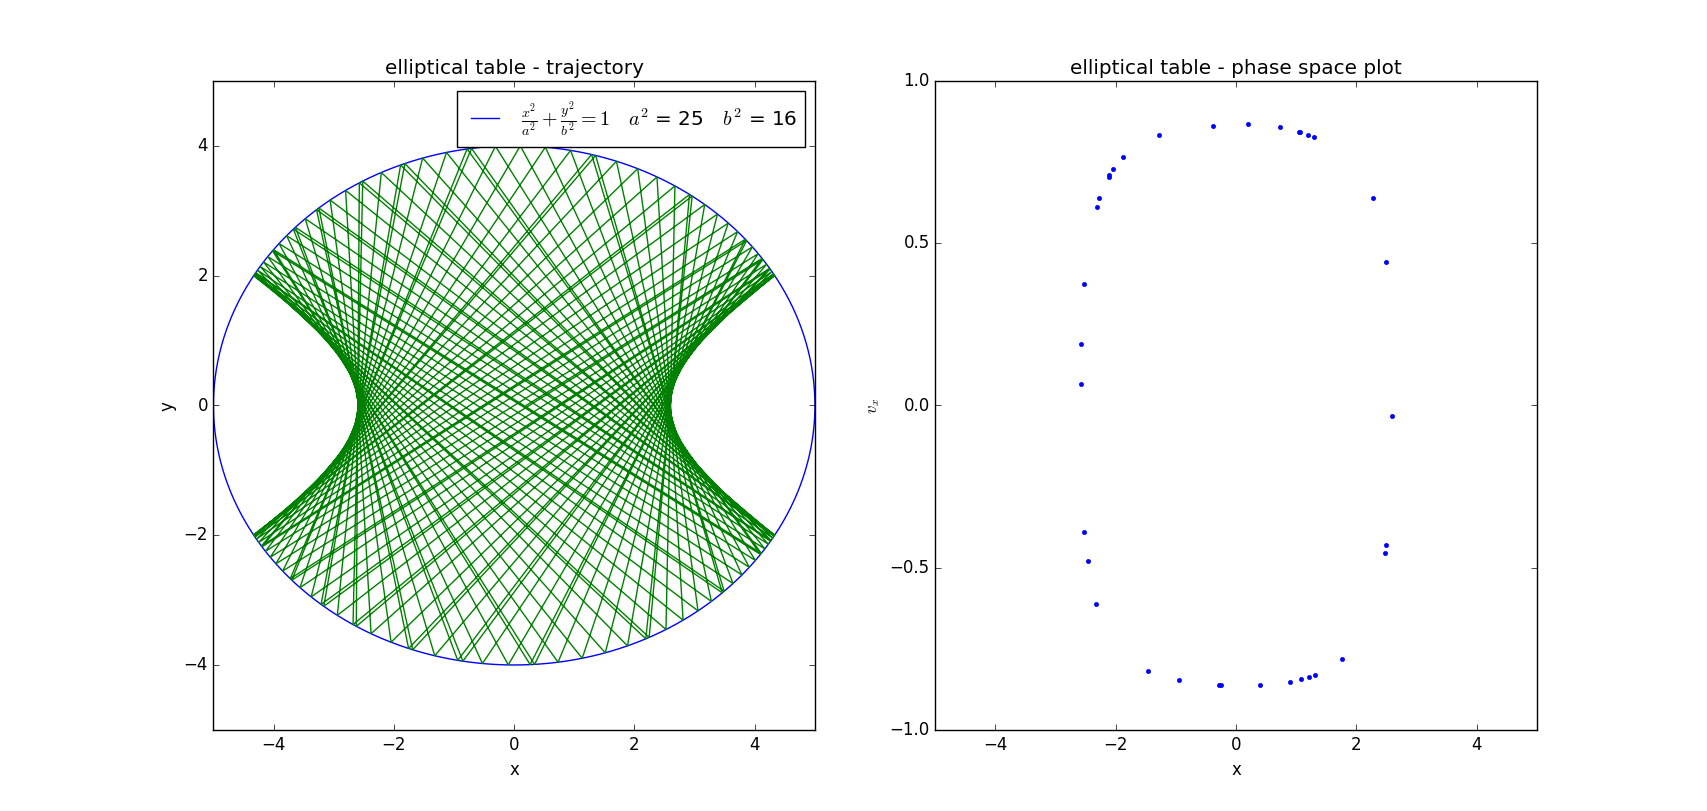 elliptical table - trajectory
x²/a² + y²/b² = 1 a² = 25 b² = 16
4
2
0
−2
−4
y
−4 −2 0 2 4
x
elliptical table - phase space plot
1.0
0.5
0.0
−0.5
−1.0
vₓ
−4 −2 0 2 4
x